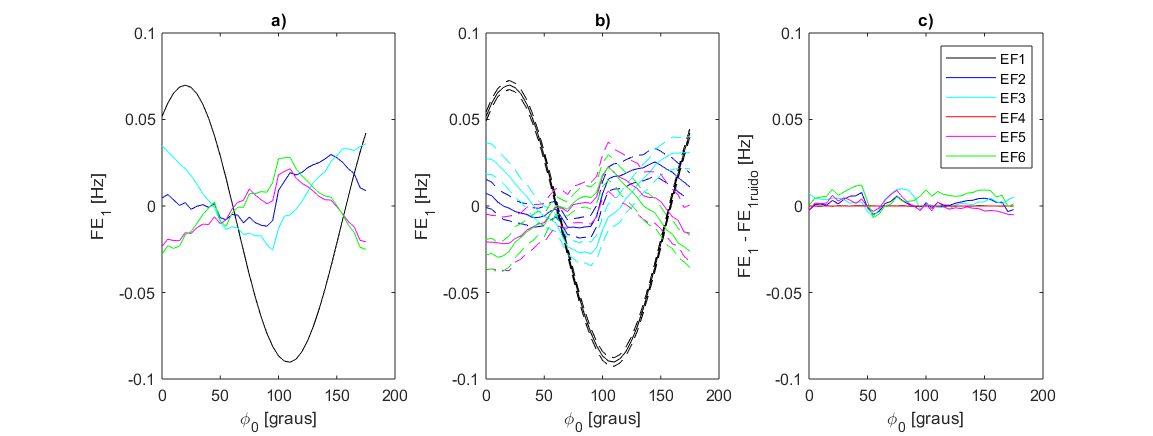 a)
0.1
0.05
0
-0.05
-0.1
0 50 100 150 200
FE1 [Hz]
ϕ0 [graus]
b)
0.1
0.05
0
-0.05
-0.1
0 50 100 150 200
FE1 [Hz]
ϕ0 [graus]
c)
0.1
0.05
0
-0.05
-0.1
0 50 100 150 200
FE1 - FE1ruido [Hz]
ϕ0 [graus]
EF1
EF2
EF3
EF4
EF5
EF6